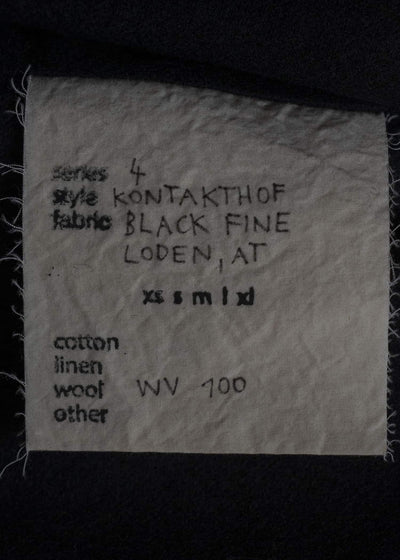 series 4
style KONTAKTHOF
fabric BLACK FINE
LODEN, AT
xs s m l xl
cotton
linen
wool WV 100
other